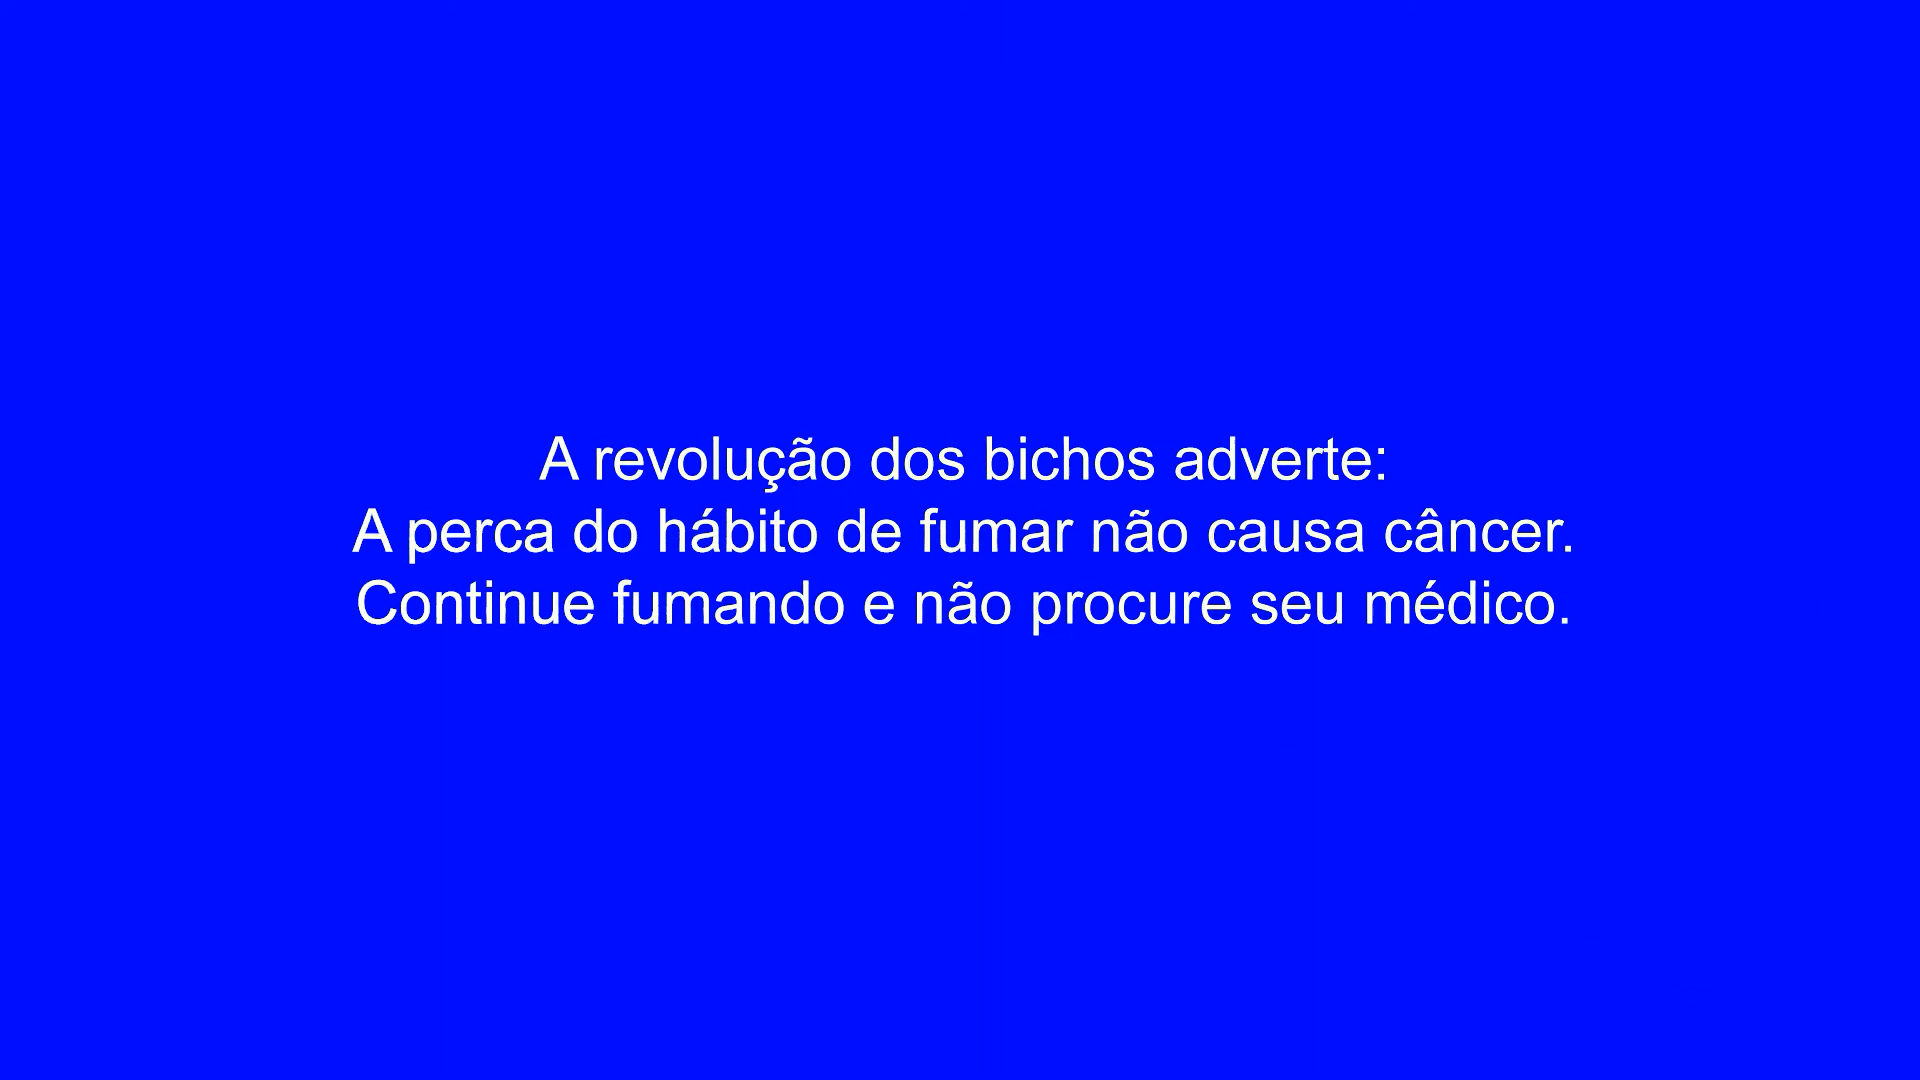 A revolução dos bichos adverte:
A perca do hábito de fumar não causa câncer.
Continue fumando e não procure seu médico.